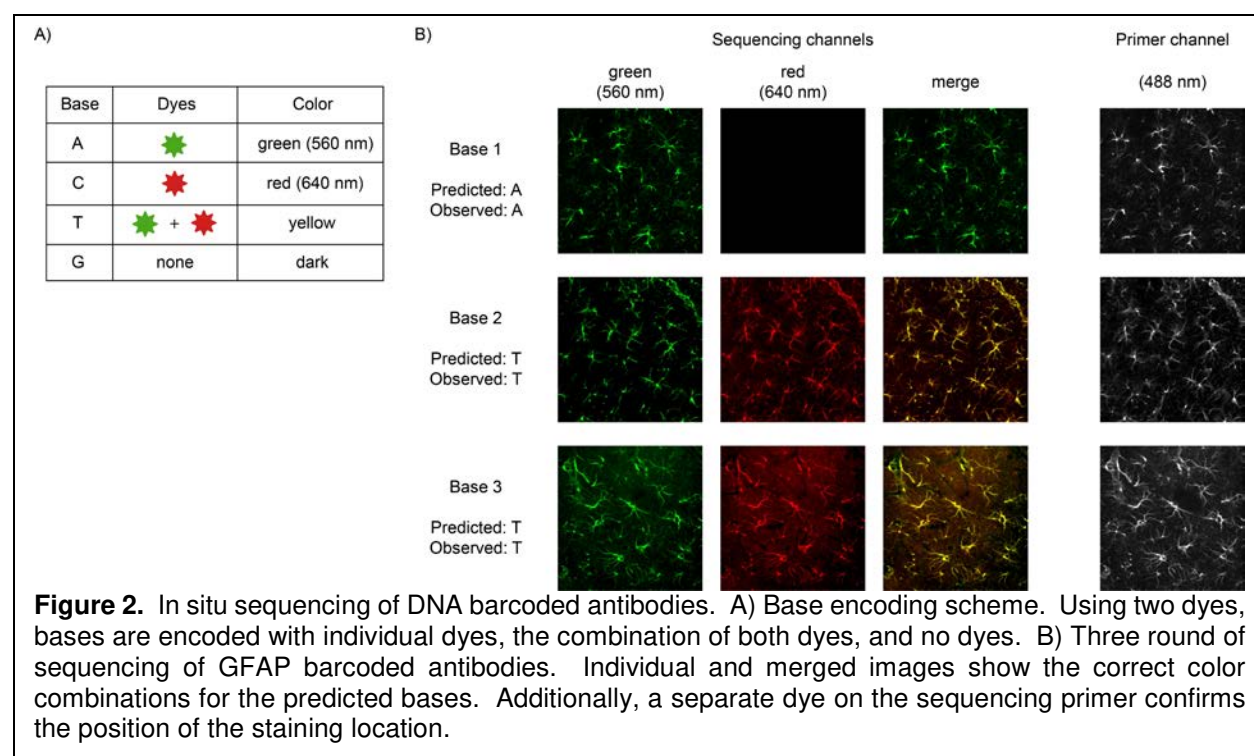 A)
Base Dyes Color
A green (560 nm)
C red (640 nm)
T + yellow
G none dark
B)
Sequencing channels Primer channel
green red merge (488 nm)
(560 nm) (640 nm)
Base 1
Predicted: A
Observed: A
Base 2
Predicted: T
Observed: T
Base 3
Predicted: T
Observed: T
Figure 2. In situ sequencing of DNA barcoded antibodies. A) Base encoding scheme. Using two dyes,
bases are encoded with individual dyes, the combination of both dyes, and no dyes. B) Three round of
sequencing of GFAP barcoded antibodies. Individual and merged images show the correct color
combinations for the predicted bases. Additionally, a separate dye on the sequencing primer confirms
the position of the staining location.